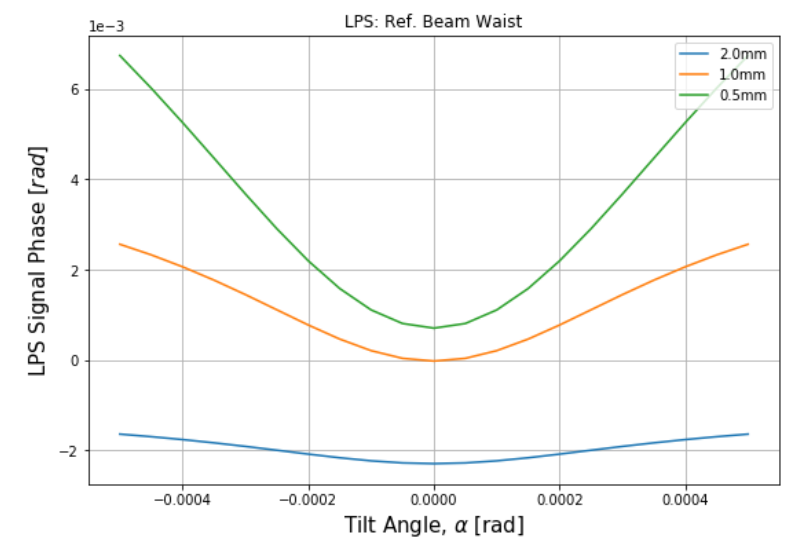 LPS: Ref. Beam Waist
1e−3
2.0mm
1.0mm
0.5mm
6
4
2
0
−2
LPS Signal Phase [rad]
−0.0004
−0.0002
0.0000
0.0002
0.0004
Tilt Angle, α [rad]